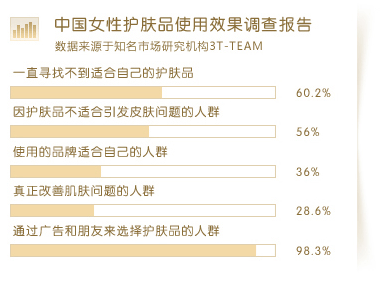 中国女性护肤品使用效果调查报告
数据来源于知名市场研究机构3T-TEAM
一直寻找不到适合自己的护肤品
60.2%
因护肤品不适合引发皮肤问题的人群
56%
使用的品牌适合自己的人群
36%
真正改善肌肤问题的人群
28.6%
通过广告和朋友来选择护肤品的人群
98.3%